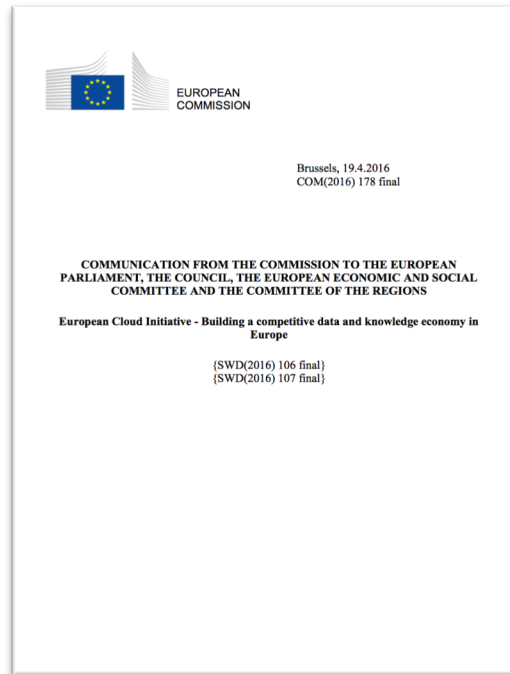 EUROPEAN
COMMISSION
Brussels, 19.4.2016
COM(2016) 178 final
COMMUNICATION FROM THE COMMISSION TO THE EUROPEAN
PARLIAMENT, THE COUNCIL, THE EUROPEAN ECONOMIC AND SOCIAL
COMMITTEE AND THE COMMITTEE OF THE REGIONS
European Cloud Initiative - Building a competitive data and knowledge economy in
Europe
{SWD(2016) 106 final}
{SWD(2016) 107 final}